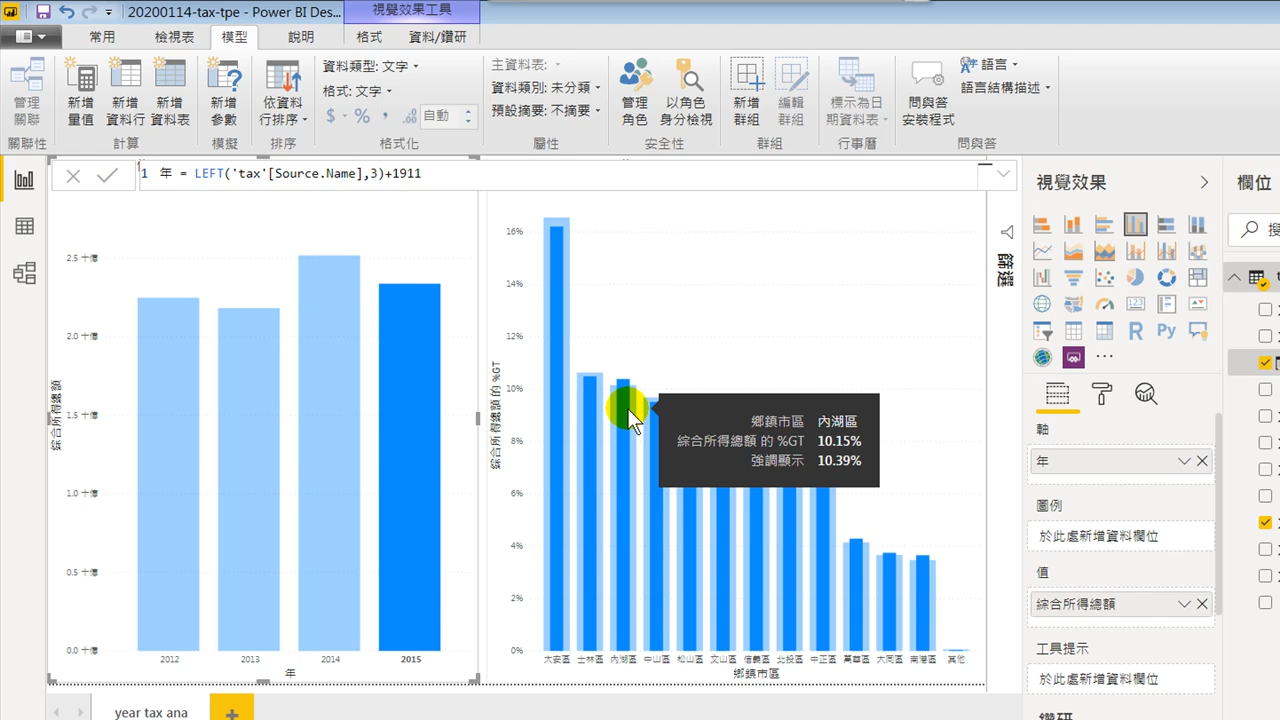 20200114-tax-tpe - Power BI Des...
視覺效果工具
常用
檢視表
模型
說明
格式
資料/鑽研
管理
關聯
關聯性
新增
量值
新增
資料行
新增
資料表
計算
新增
參數
模擬
依資料
行排序
排序
資料類型: 文字
格式: 文字
$ % , .00 自動
格式化
主資料表:
資料類別: 未分類
預設摘要: 不摘要
屬性
管理
角色
以角色
身分檢視
安全性
新增
群組
編輯
群組
群組
標示為日
期資料表
行事曆
問與答
安裝程式
語言
語言結構描述
問與答
1 年 = LEFT('tax'[Source.Name],3)+1911
綜合所得總額
2.5 十億
2.0 十億
1.5 十億
1.0 十億
0.5 十億
0.0 十億
2012 2013 2014 2015
年
綜合所得總額 的 %GT
16%
14%
12%
10%
8%
6%
4%
2%
0%
大安區 士林區 內湖區 中山區 松山區 文山區 信義區 北投區 中正區 萬華區 大同區 南港區 其他
鄉鎮市區
鄉鎮市區 內湖區
綜合所得總額 的 %GT 10.15%
強調顯示 10.39%
篩選
視覺效果
R Py
123
軸
年
圖例
於此處新增資料欄位
值
綜合所得總額
工具提示
於此處新增資料欄位
鑽研
欄位
搜
year tax ana